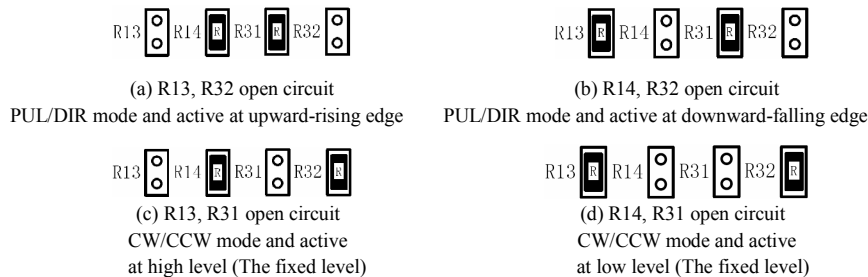 R13 R14 R R31 R R32
R13 R R14 R31 R R32
(a) R13, R32 open circuit
PUL/DIR mode and active at upward-rising edge
(b) R14, R32 open circuit
PUL/DIR mode and active at downward-falling edge
R13 R14 R R31 R32 R
R13 R R14 R31 R32 R
(c) R13, R31 open circuit
CW/CCW mode and active
at high level (The fixed level)
(d) R14, R31 open circuit
CW/CCW mode and active
at low level (The fixed level)